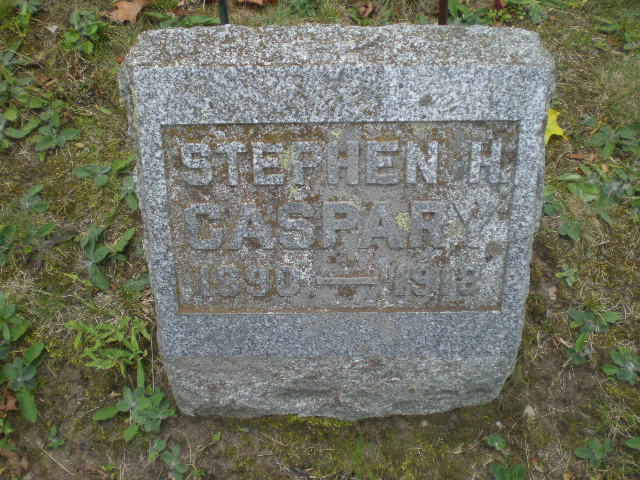 STEPHEN H.
CASPARY
1890 — 1918